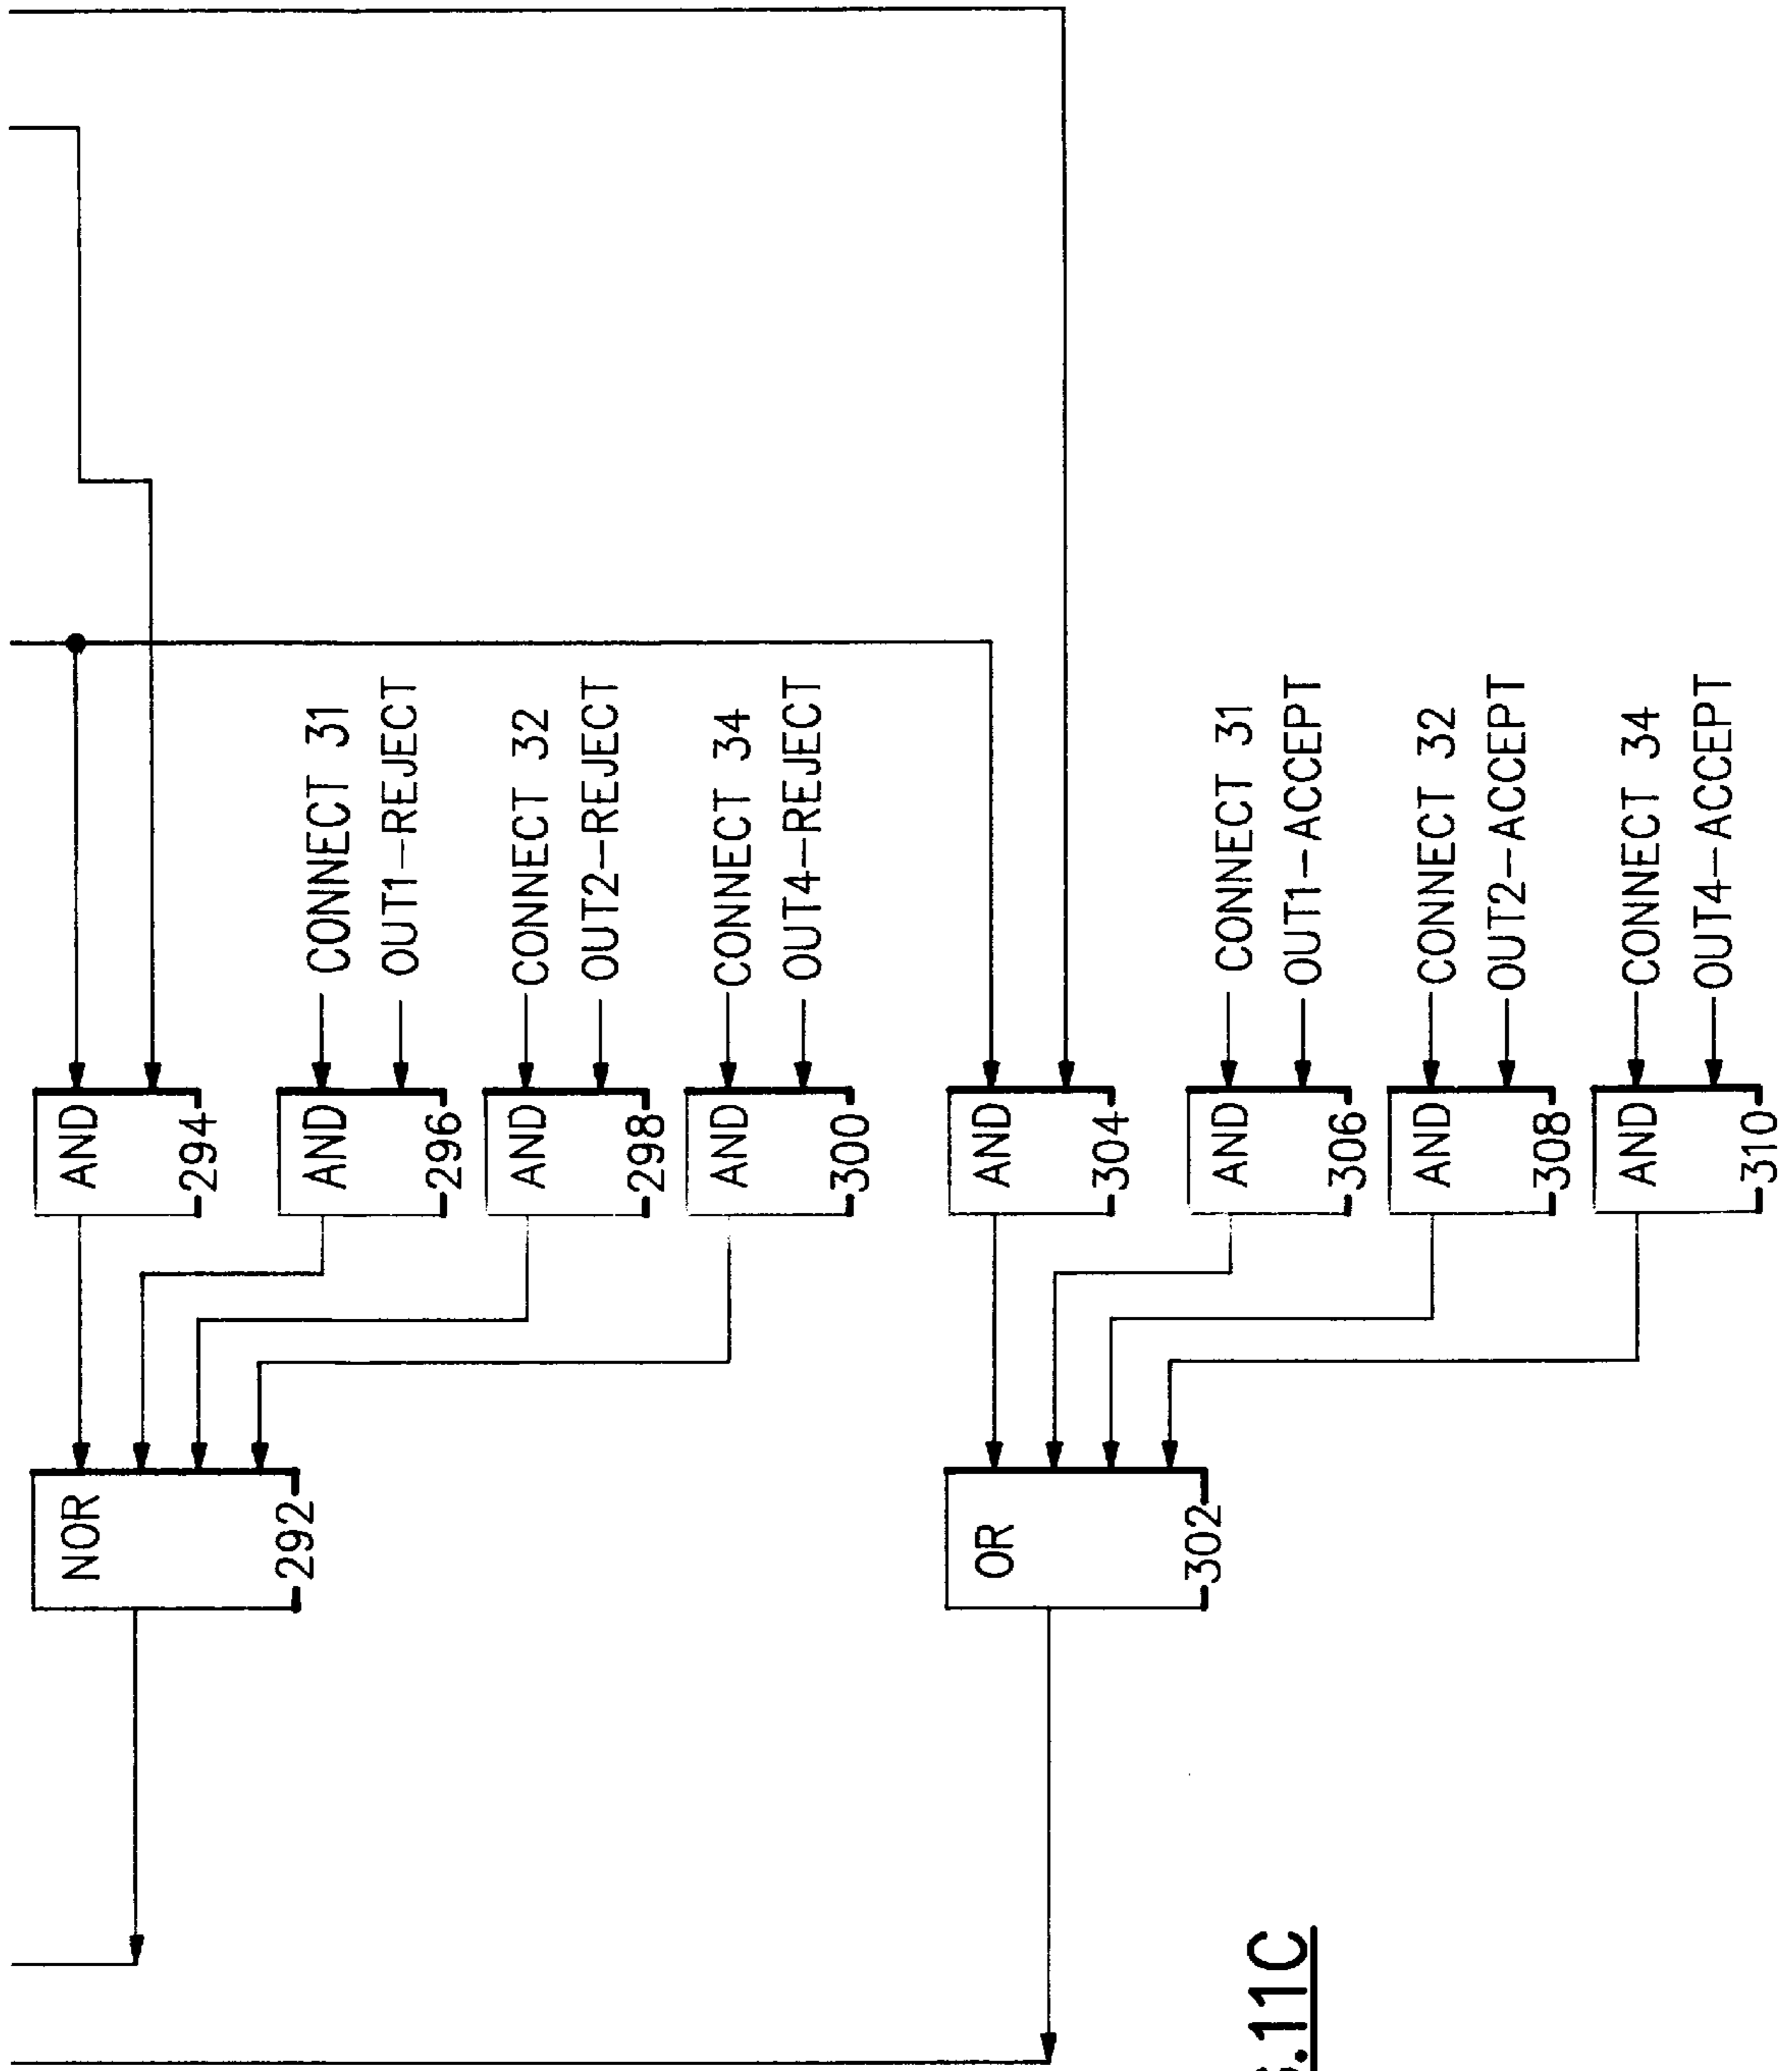 AND
294
CONNECT 31
OUT1-REJECT
AND
296
CONNECT 32
OUT2-REJECT
AND
298
CONNECT 34
OUT4-REJECT
AND
300
NOR
292
AND
304
CONNECT 31
OUT1-ACCEPT
AND
306
CONNECT 32
OUT2-ACCEPT
AND
308
CONNECT 34
OUT4-ACCEPT
AND
310
OR
302
.11C